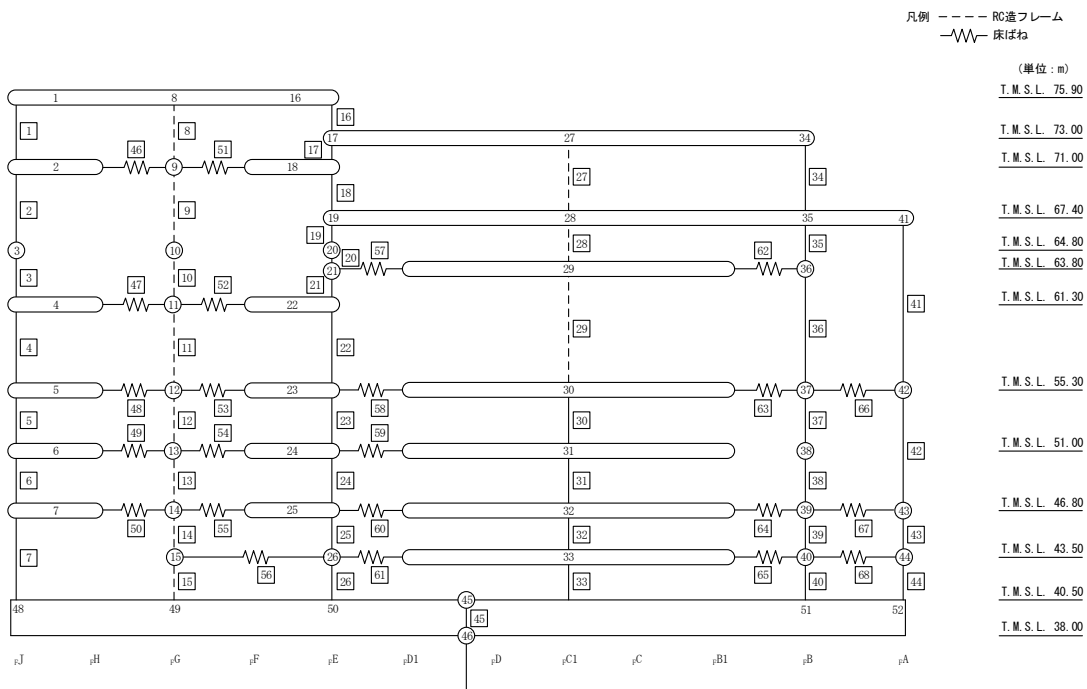 凡例 ---- RC造フレーム
床ばね
(単位:m)
T.M.S.L. 75.90
1 8 16
1 8 16
T.M.S.L. 73.00
17 27 34
46 51 17
T.M.S.L. 71.00
2 9 18
27 34
2 9 18
T.M.S.L. 67.40
19 28 35 41
19 57 28 62 35
T.M.S.L. 64.80
3 10 20 20
T.M.S.L. 63.80
21 29 36
3 47 10 52 21
T.M.S.L. 61.30
4 11 22 41
29 36
4 11 22
T.M.S.L. 55.30
5 12 23 30 37 42
48 53 58 63 66
5 12 23 30 37
49 54 59
T.M.S.L. 51.00
6 13 24 31 38 42
6 13 24 31 38
T.M.S.L. 46.80
7 14 25 32 39 43
50 55 60 64 67
14 25 32 39 43
T.M.S.L. 43.50
7 15 26 33 40 44
56 61 65 68
15 26 33 40 44
T.M.S.L. 40.50
48 49 50 45 51 52
45
T.M.S.L. 38.00
46
FJ FH FG FF FE FD1 FD FC1 FC FB1 FB FA